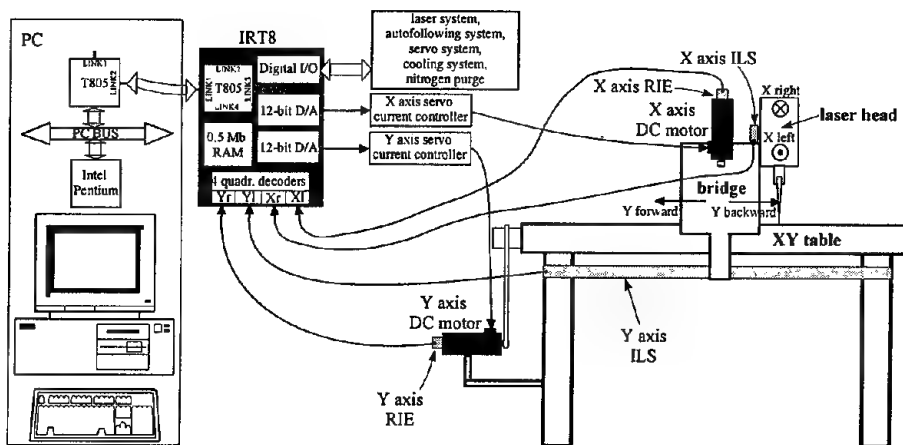 PC
LINK1
LINK2
T805
PC BUS
Intel
Pentium
IRT8
LINK2
LINK1
T805
LINK3
LINK4
Digital I/O
12-bit D/A
0.5 Mb
RAM
12-bit D/A
4 quadr. decoders
Yr Yl Xr Xl
laser system,
autofollowing system,
servo system,
cooling system,
nitrogen purge
X axis servo
current controller
Y axis servo
current controller
X axis ILS
X axis RIE
X axis
DC motor
X right
X left
laser head
bridge
Y forward
Y backward
XY table
Y axis
DC motor
Y axis
RIE
Y axis
ILS